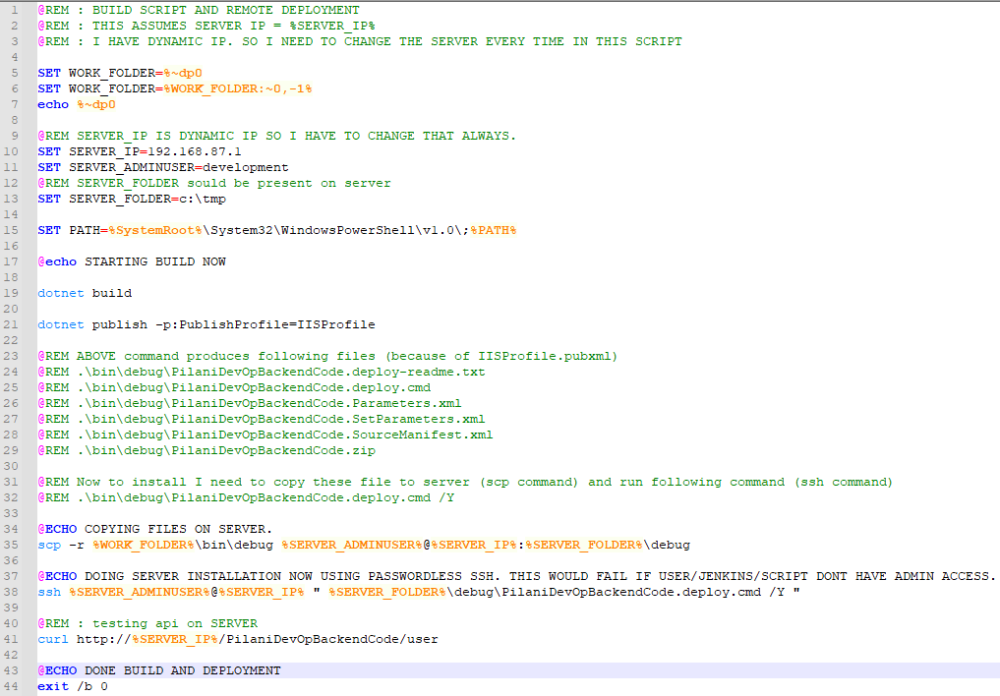 1 @REM : BUILD SCRIPT AND REMOTE DEPLOYMENT
2 @REM : THIS ASSUMES SERVER IP = %SERVER_IP%
3 @REM : I HAVE DYNAMIC IP. SO I NEED TO CHANGE THE SERVER EVERY TIME IN THIS SCRIPT
4
5 SET WORK_FOLDER=%~dp0
6 SET WORK_FOLDER=%WORK_FOLDER:~0,-1%
7 echo %~dp0
8
9 @REM SERVER_IP IS DYNAMIC IP SO I HAVE TO CHANGE THAT ALWAYS.
10 SET SERVER_IP=192.168.87.1
11 SET SERVER_ADMINUSER=development
12 @REM SERVER_FOLDER sould be present on server
13 SET SERVER_FOLDER=c:\tmp
14
15 SET PATH=%SystemRoot%\System32\WindowsPowerShell\v1.0\;%PATH%
16
17 @echo STARTING BUILD NOW
18
19 dotnet build
20
21 dotnet publish -p:PublishProfile=IISProfile
22
23 @REM ABOVE command produces following files (because of IISProfile.pubxml)
24 @REM .\bin\debug\PilaniDevOpBackendCode.deploy-readme.txt
25 @REM .\bin\debug\PilaniDevOpBackendCode.deploy.cmd
26 @REM .\bin\debug\PilaniDevOpBackendCode.Parameters.xml
27 @REM .\bin\debug\PilaniDevOpBackendCode.SetParameters.xml
28 @REM .\bin\debug\PilaniDevOpBackendCode.SourceManifest.xml
29 @REM .\bin\debug\PilaniDevOpBackendCode.zip
30
31 @REM Now to install I need to copy these file to server (scp command) and run following command (ssh command)
32 @REM .\bin\debug\PilaniDevOpBackendCode.deploy.cmd /Y
33
34 @ECHO COPYING FILES ON SERVER.
35 scp -r %WORK_FOLDER%\bin\debug %SERVER_ADMINUSER%@%SERVER_IP%:%SERVER_FOLDER%\debug
36
37 @ECHO DOING SERVER INSTALLATION NOW USING PASSWORDLESS SSH. THIS WOULD FAIL IF USER/JENKINS/SCRIPT DONT HAVE ADMIN ACCESS.
38 ssh %SERVER_ADMINUSER%@%SERVER_IP% " %SERVER_FOLDER%\debug\PilaniDevOpBackendCode.deploy.cmd /Y "
39
40 @REM : testing api on SERVER
41 curl http://%SERVER_IP%/PilaniDevOpBackendCode/user
42
43 @ECHO DONE BUILD AND DEPLOYMENT
44 exit /b 0